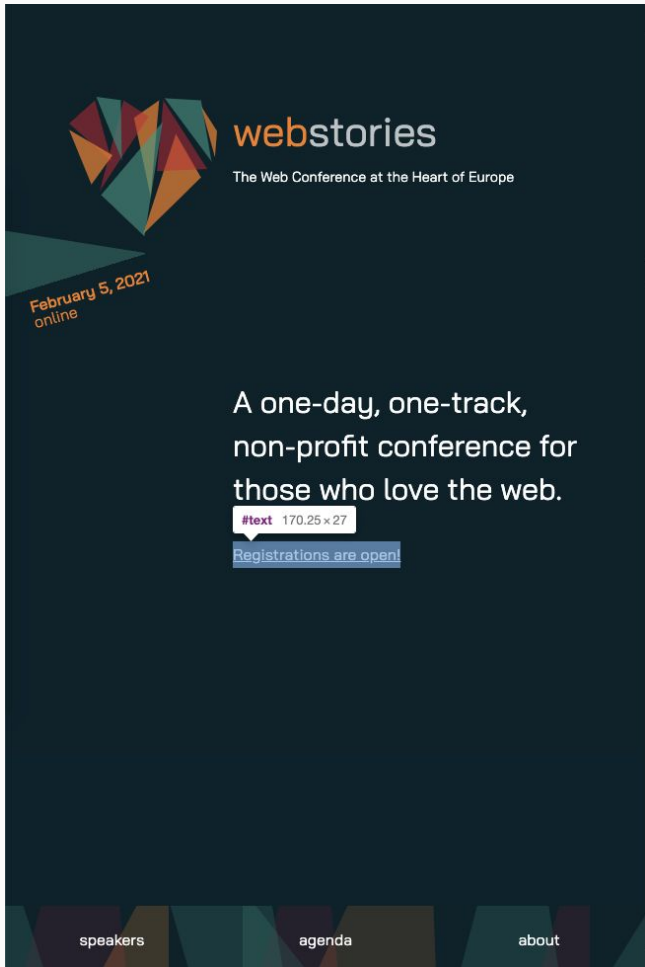 webstories
The Web Conference at the Heart of Europe
February 5, 2021
online
A one-day, one-track,
non-profit conference for
those who love the web.
#text 170.25 × 27
Registrations are open!
speakers agenda about